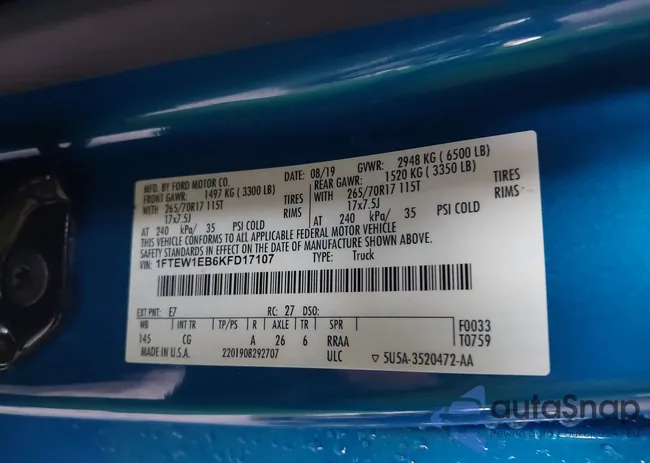 MFD. BY FORD MOTOR CO.
DATE: 08/19 GVWR: 2948 KG (6500 LB)
FRONT GAWR: 1497 KG (3300 LB) REAR GAWR: 1520 KG (3350 LB)
WITH 265/70R17 115T TIRES WITH 265/70R17 115T TIRES
17x7.5J RIMS 17x7.5J RIMS
AT 240 kPa/ 35 PSI COLD AT 240 kPa/ 35 PSI COLD
THIS VEHICLE CONFORMS TO ALL APPLICABLE FEDERAL MOTOR VEHICLE
SAFETY STANDARDS IN EFFECT ON THE DATE OF MANUFACTURE SHOWN ABOVE.
VIN: 1FTEW1EB6KFD17107 TYPE: Truck
EXT PNT: E7 RC: 27 DSO:
WB INT TR TP/PS R AXLE TR SPR F0033
145 CG A 26 6 RRAA T0759
MADE IN U.S.A. 2201908292707 ULC ▽ 5U5A-3520472-AA
autoSnap